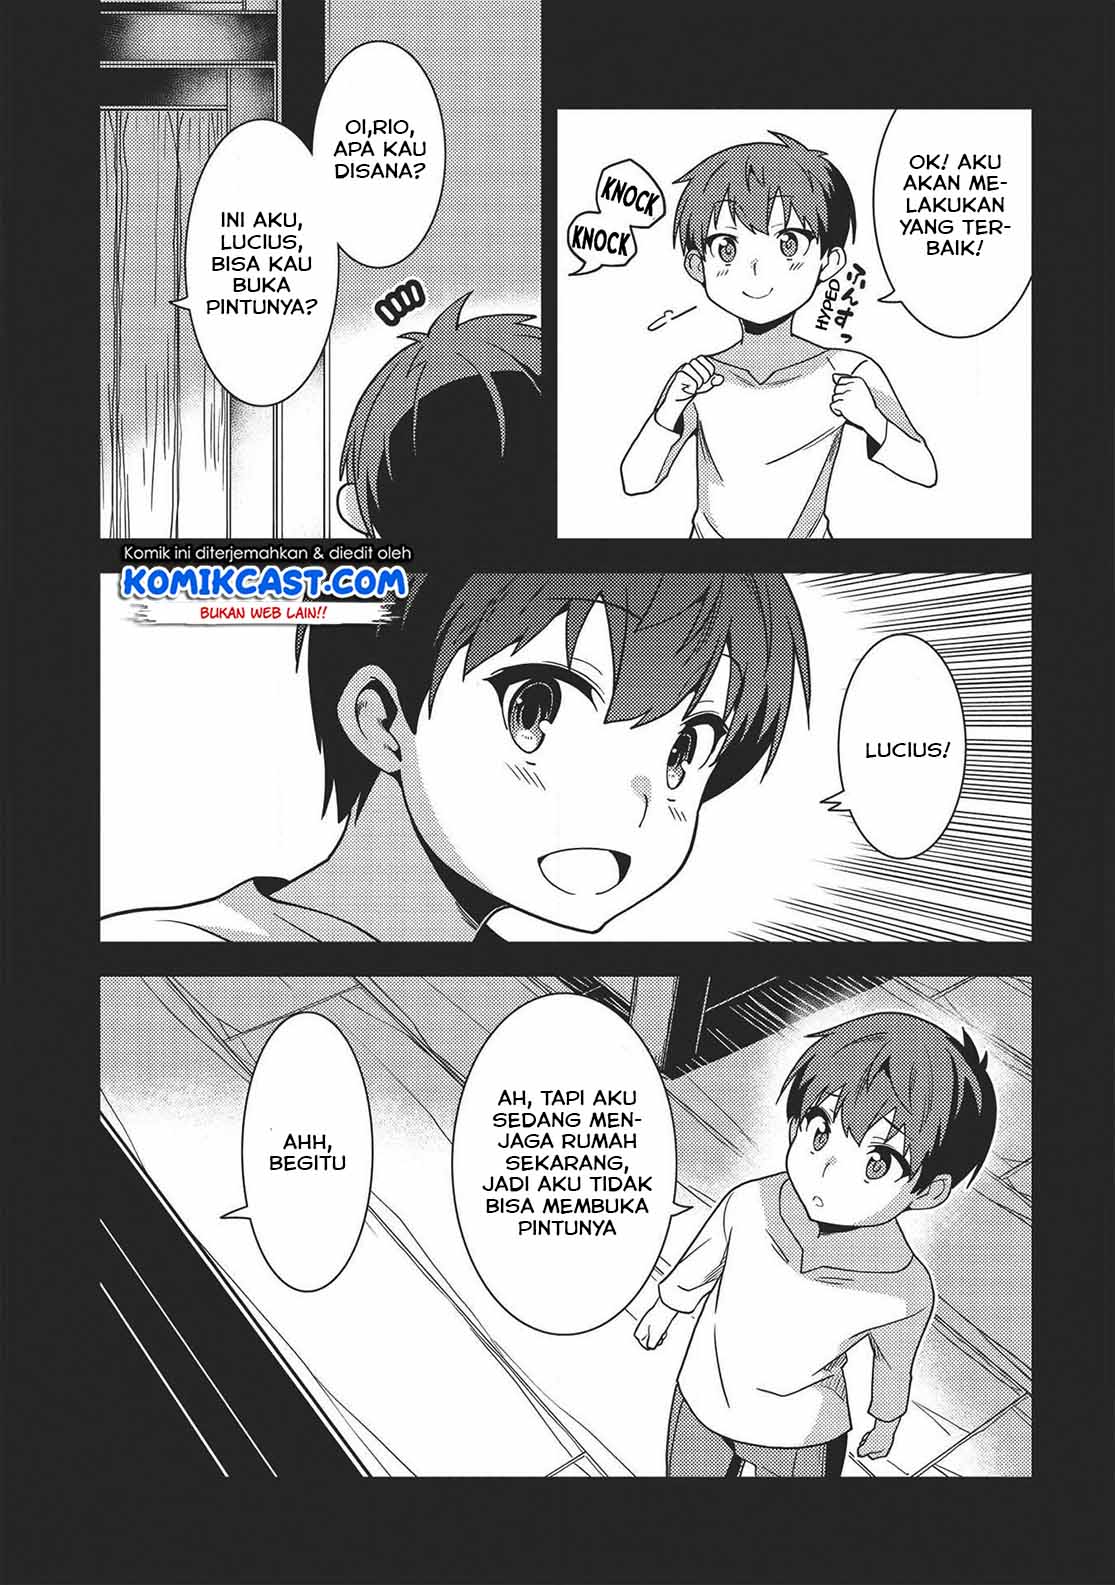 OK! AKU
AKAN ME-
LAKUKAN
YANG TER-
BAIK!
KNOCK
KNOCK
ふんすっ
HYPED
OI,RIO,
APA KAU
DISANA?
INI AKU,
LUCIUS,
BISA KAU
BUKA
PINTUNYA?
Komik ini diterjemahkan & diedit oleh
KOMIKCAST.COM
BUKAN WEB LAIN!!
LUCIUS!
AH, TAPI AKU
SEDANG MEN-
JAGA RUMAH
SEKARANG,
JADI AKU TIDAK
BISA MEMBUKA
PINTUNYA
AHH,
BEGITU